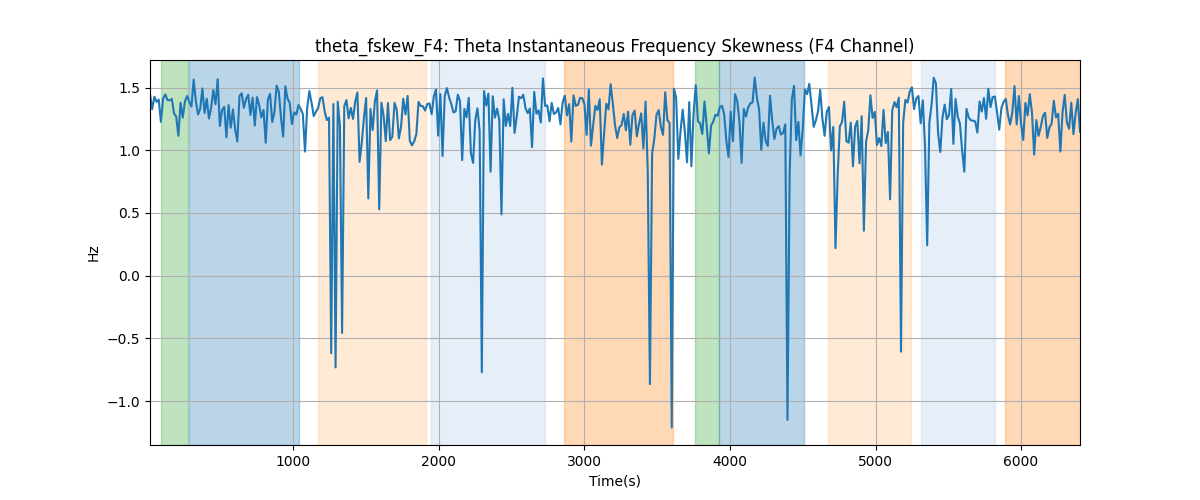 theta_fskew_F4: Theta Instantaneous Frequency Skewness (F4 Channel)
Hz
1.5
1.0
0.5
0.0
−0.5
−1.0
1000 2000 3000 4000 5000 6000
Time(s)